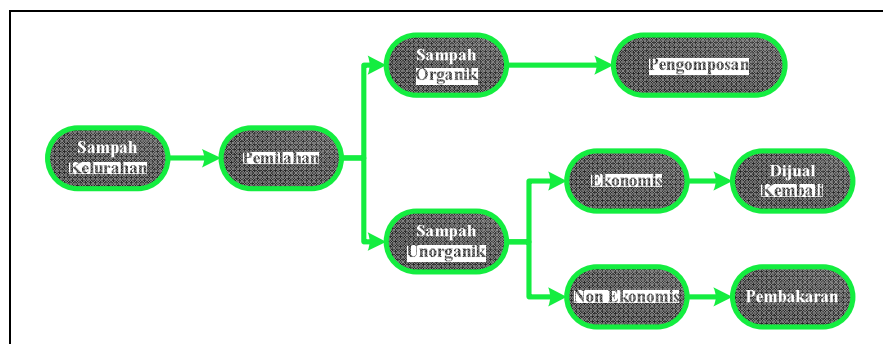 Sampah
Kelurahan
Pemilahan
Sampah
Organik
Pengomposan
Sampah
Unorganik
Ekonomis
Dijual
Kembali
Non Ekonomis
Pembakaran